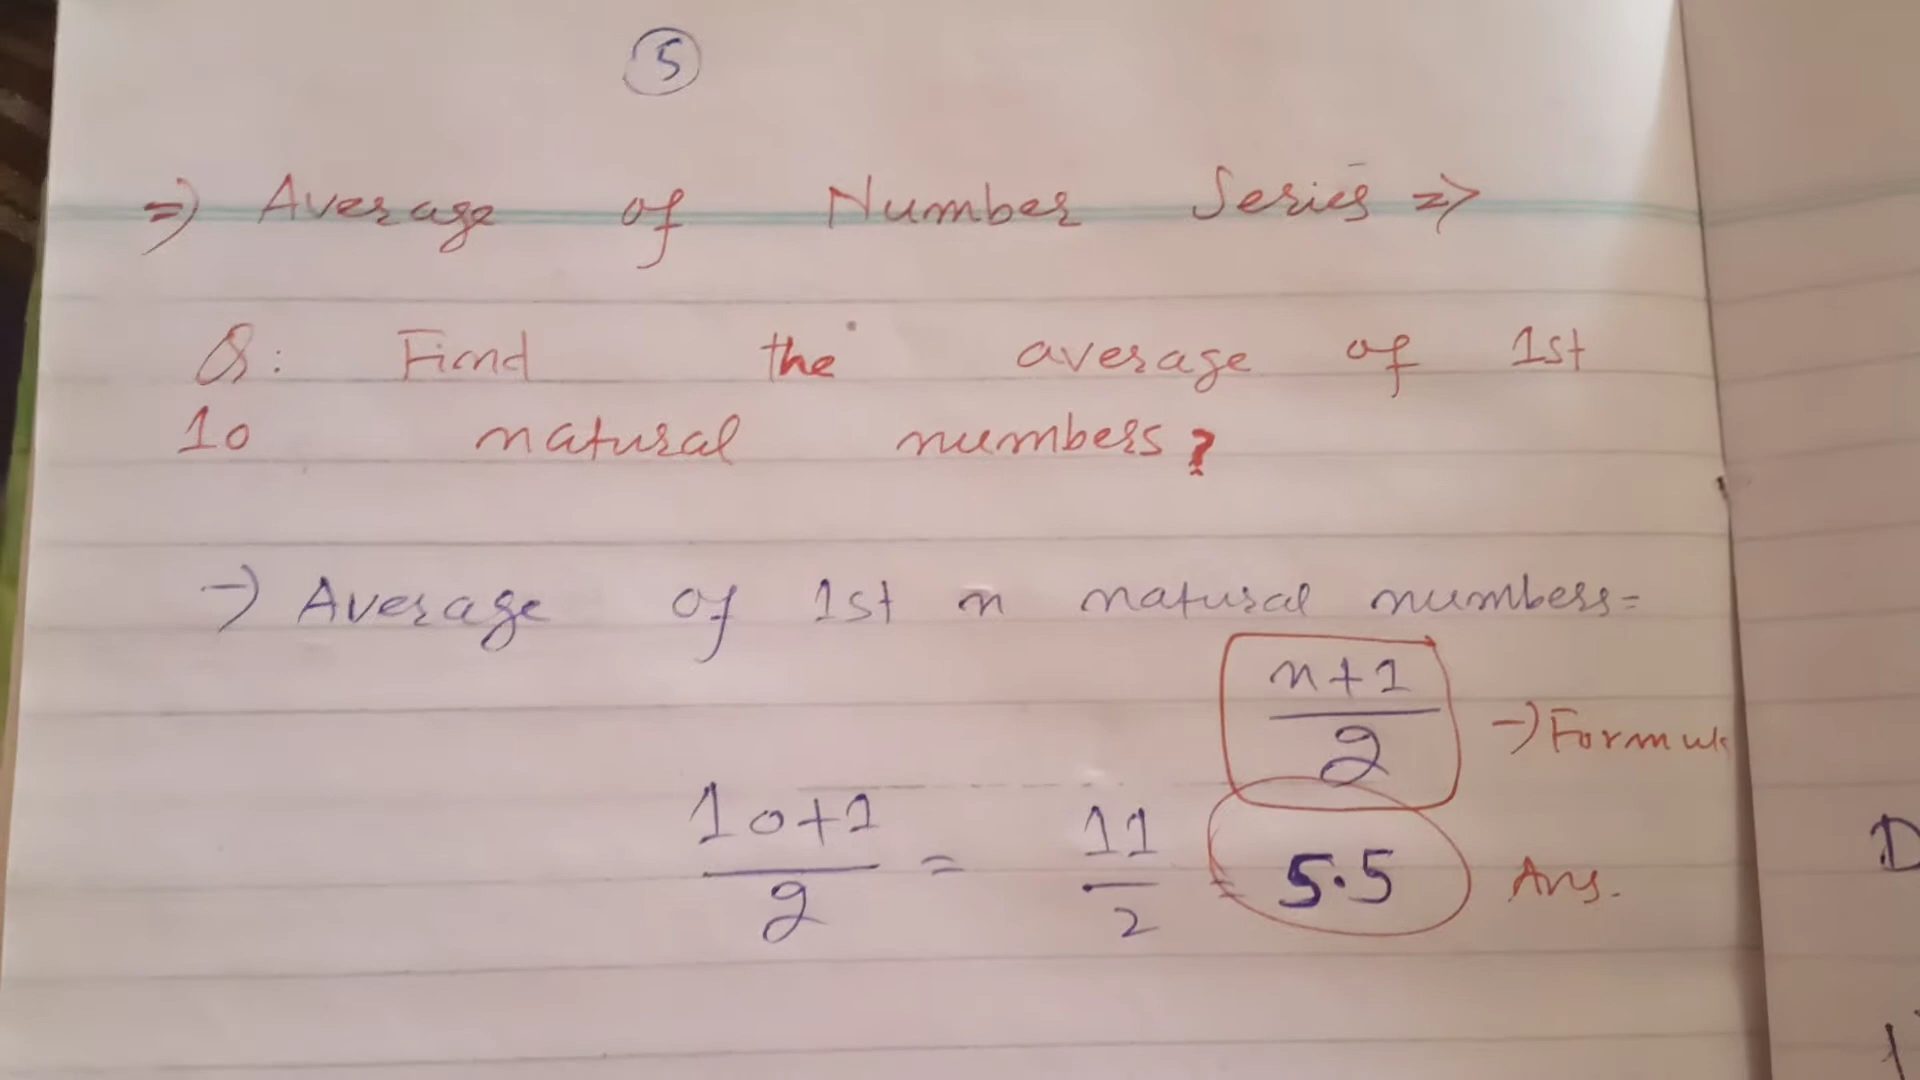 5
⇒ Average of Number Series ⇒
Q: Find the average of 1st
10 natural numbers?
→ Average of 1st n natural numbers=
n+1
2
→ Formul
10+1
2
=
11
2
=
5.5
Ans.
D